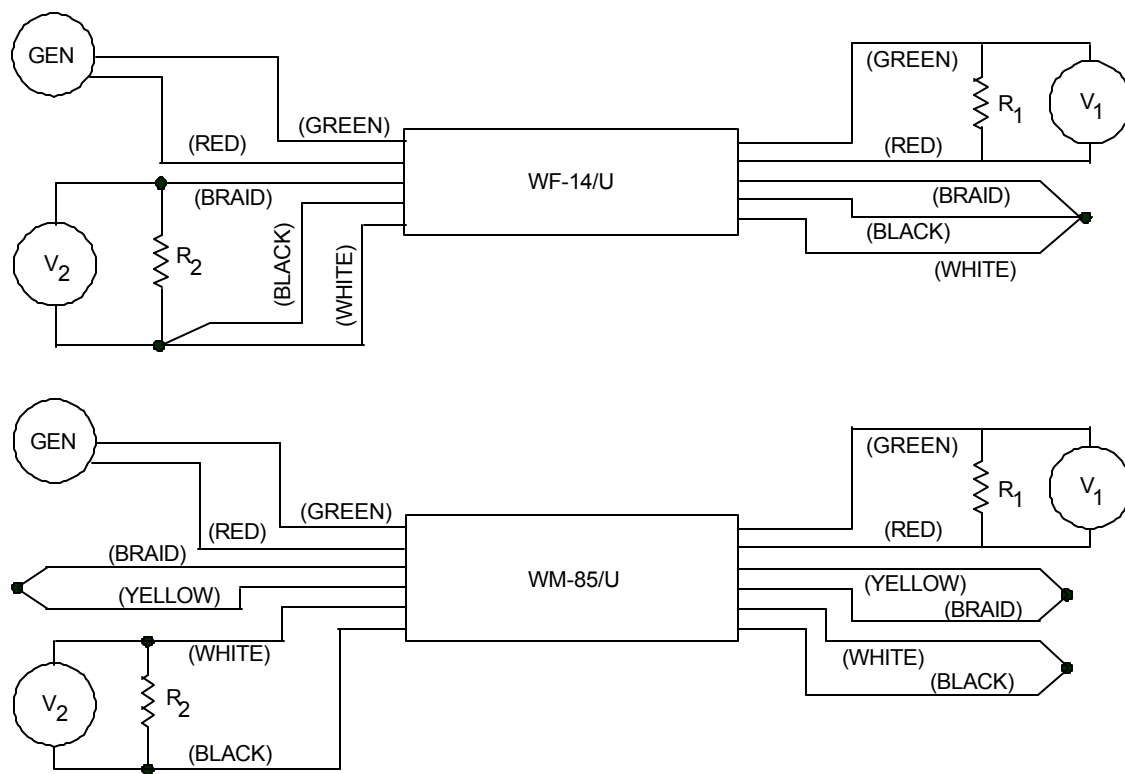 GEN
(GREEN)
(GREEN)
R1
V1
(RED)
(RED)
WF-14/U
(BRAID)
(BRAID)
V2
R2
(BLACK)
(WHITE)
(BLACK)
(WHITE)
GEN
(GREEN)
R1
V1
(GREEN)
(RED)
(RED)
(BRAID)
WM-85/U
(YELLOW)
(YELLOW)
(BRAID)
(WHITE)
(WHITE)
(BLACK)
V2
R2
(BLACK)